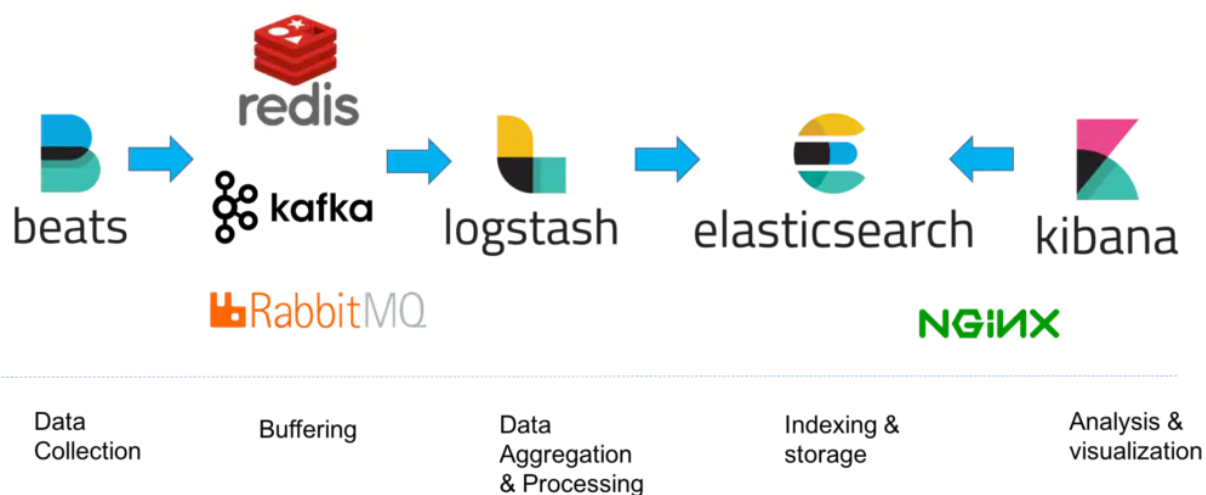 redis
beats
kafka
logstash
elasticsearch
kibana
RabbitMQ
NGINX
Data
Collection
Buffering
Data
Aggregation
& Processing
Indexing &
storage
Analysis &
visualization